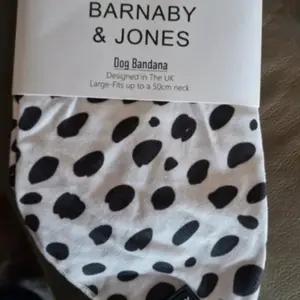 BARNABY
& JONES
Dog Bandana
Designed in The UK
Large-Fits up to a 50cm neck